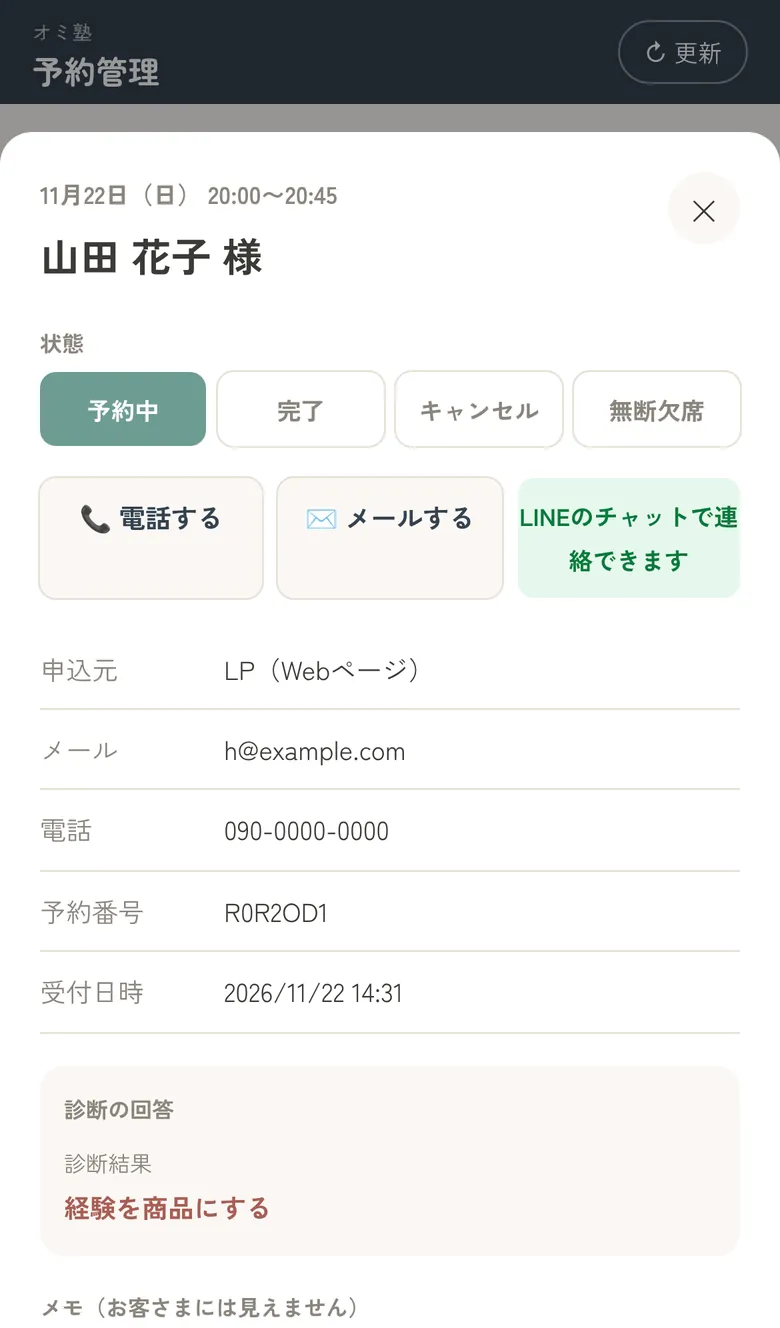 オミ塾
予約管理
更新
11月22日（日） 20:00〜20:45
山田 花子 様
状態
予約中
完了
キャンセル
無断欠席
電話する
メールする
LINEのチャットで連
絡できます
申込元
LP（Webページ）
メール
h@example.com
電話
090-0000-0000
予約番号
R0R2OD1
受付日時
2026/11/22 14:31
診断の回答
診断結果
経験を商品にする
メモ（お客さまには見えません）